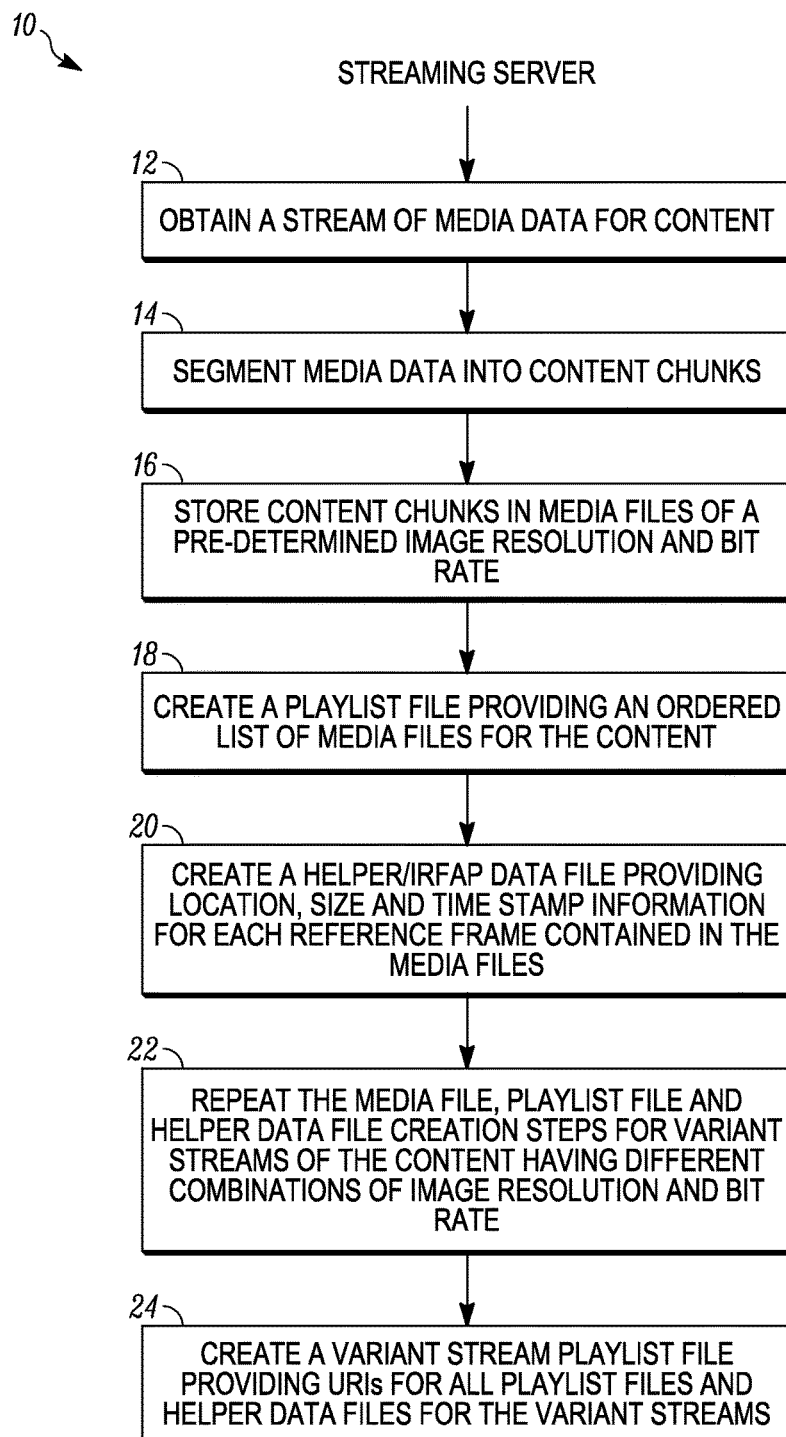 10
STREAMING SERVER
12
OBTAIN A STREAM OF MEDIA DATA FOR CONTENT
14
SEGMENT MEDIA DATA INTO CONTENT CHUNKS
16
STORE CONTENT CHUNKS IN MEDIA FILES OF A
PRE-DETERMINED IMAGE RESOLUTION AND BIT
RATE
18
CREATE A PLAYLIST FILE PROVIDING AN ORDERED
LIST OF MEDIA FILES FOR THE CONTENT
20
CREATE A HELPER/IRFAP DATA FILE PROVIDING
LOCATION, SIZE AND TIME STAMP INFORMATION
FOR EACH REFERENCE FRAME CONTAINED IN THE
MEDIA FILES
22
REPEAT THE MEDIA FILE, PLAYLIST FILE AND
HELPER DATA FILE CREATION STEPS FOR VARIANT
STREAMS OF THE CONTENT HAVING DIFFERENT
COMBINATIONS OF IMAGE RESOLUTION AND BIT
RATE
24
CREATE A VARIANT STREAM PLAYLIST FILE
PROVIDING URIs FOR ALL PLAYLIST FILES AND
HELPER DATA FILES FOR THE VARIANT STREAMS